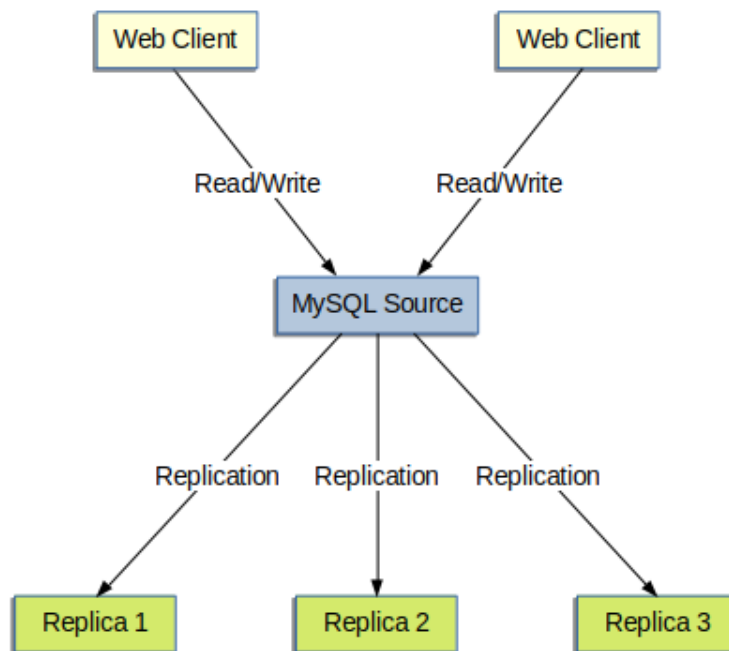 Web Client
Web Client
Read/Write
Read/Write
MySQL Source
Replication
Replication
Replication
Replica 1
Replica 2
Replica 3